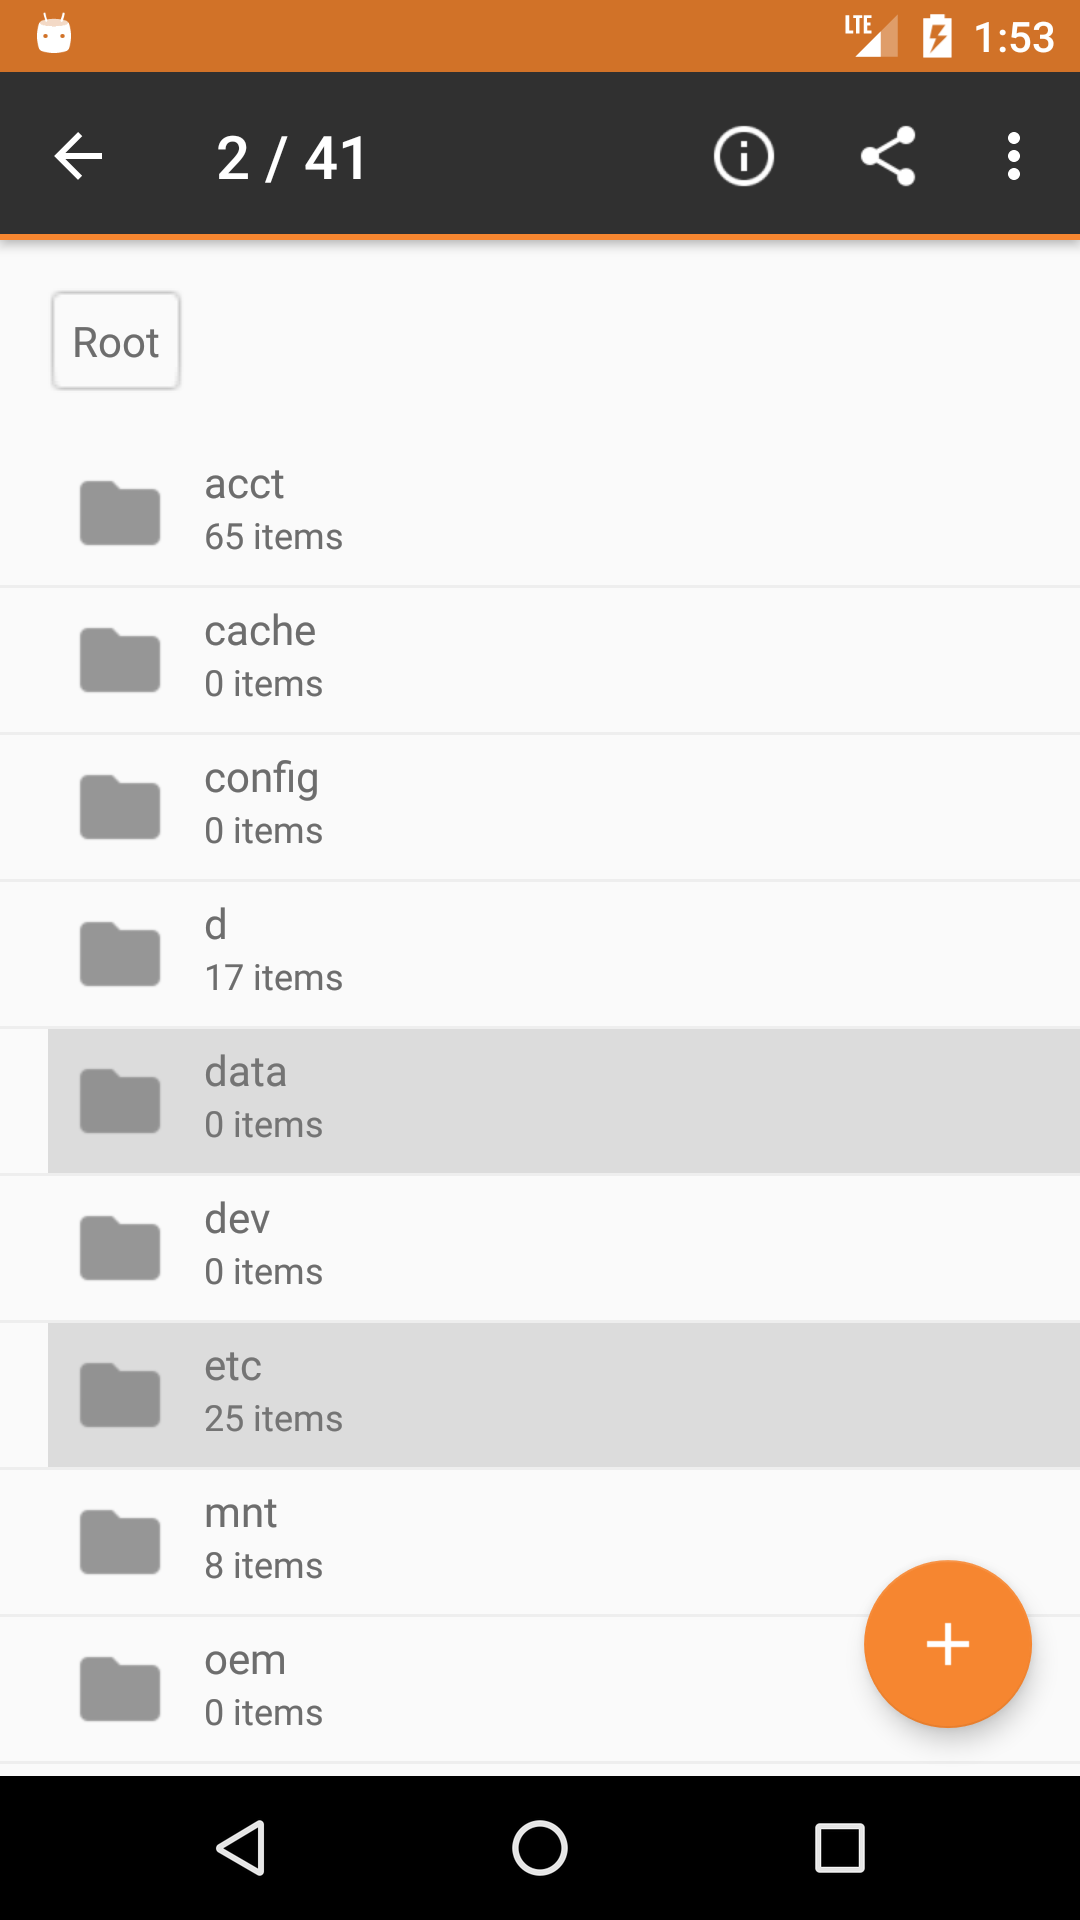 LTE 1:53
2 / 41
Root
acct
65 items
cache
0 items
config
0 items
d
17 items
data
0 items
dev
0 items
etc
25 items
mnt
8 items
oem
0 items